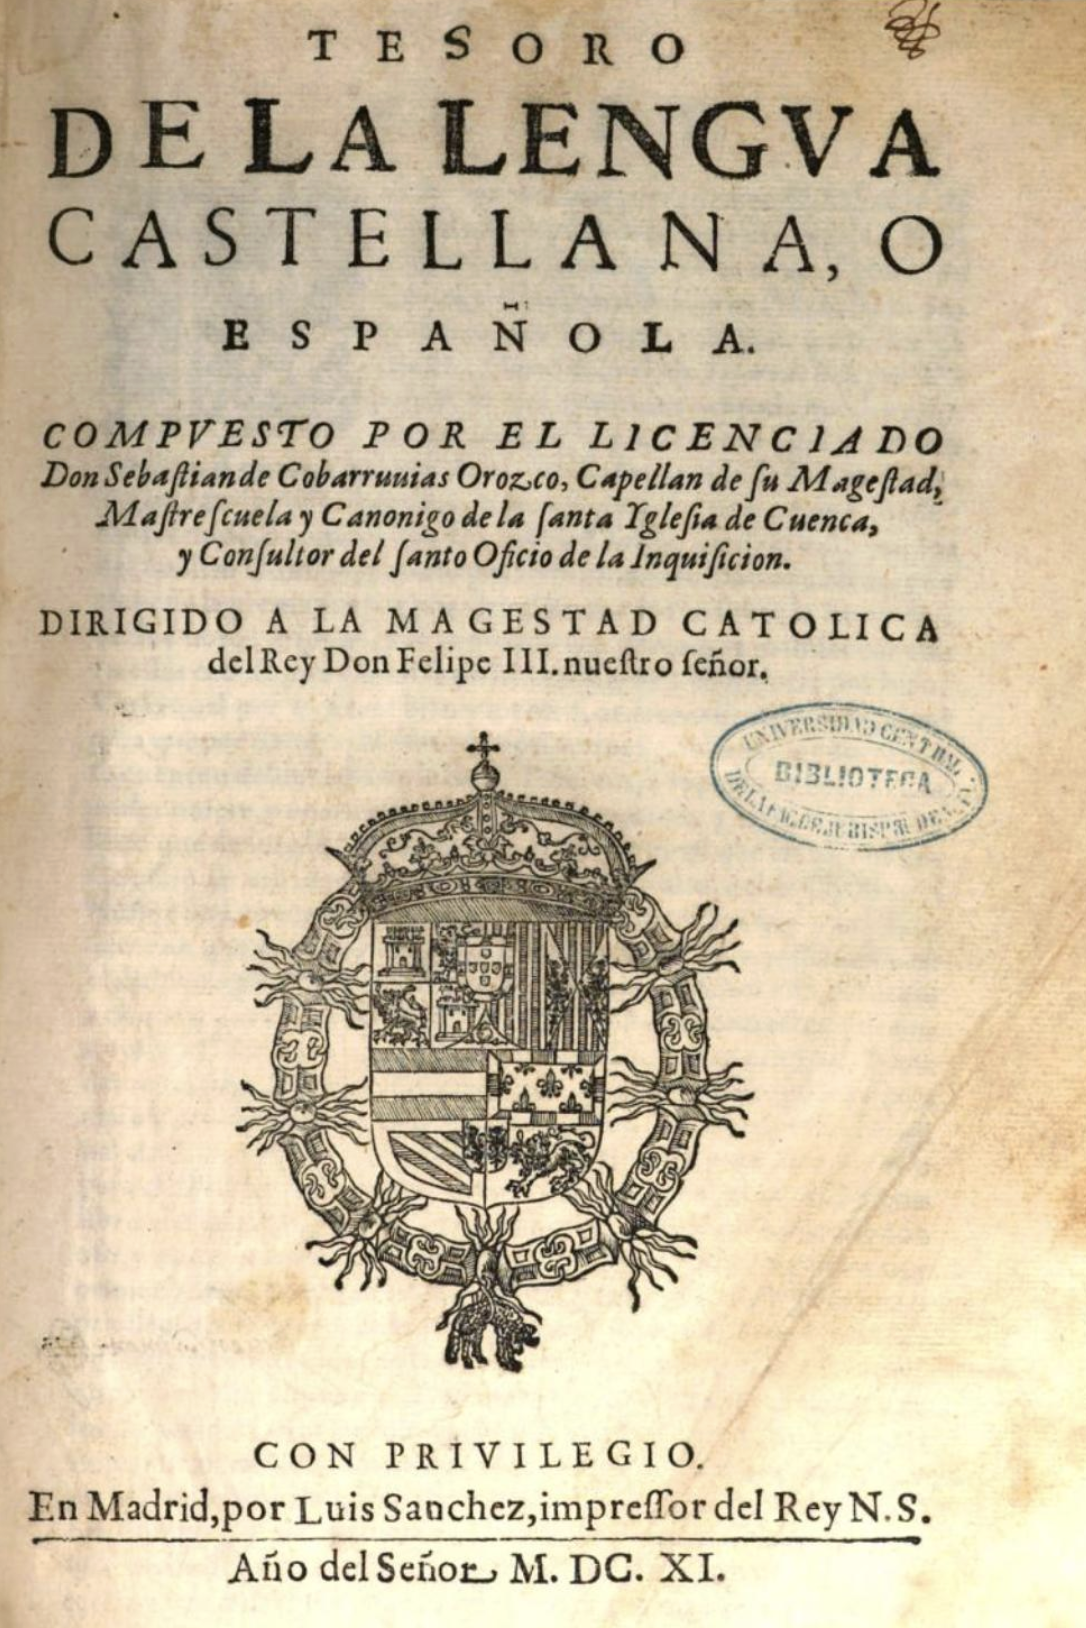 TESORO
DE LA LENGVA
CASTELLANA, O
ESPAÑOLA.
COMPVESTO POR EL LICENCIADO
Don Sebaſtian de Cobarruuias Orozco, Capellan de ſu Mageſtad,
Maſtreſcuela y Canonigo de la ſanta Ygleſia de Cuenca,
y Conſultor del ſanto Oficio de la Inquiſicion.
DIRIGIDO A LA MAGESTAD CATOLICA
del Rey Don Felipe III. nueſtro ſeñor.
UNIVERSIDAD CENTRAL
BIBLIOTECA
CON PRIVILEGIO.
En Madrid, por Luis Sanchez, impreſſor del Rey N. S.
Año del Señor M. DC. XI.